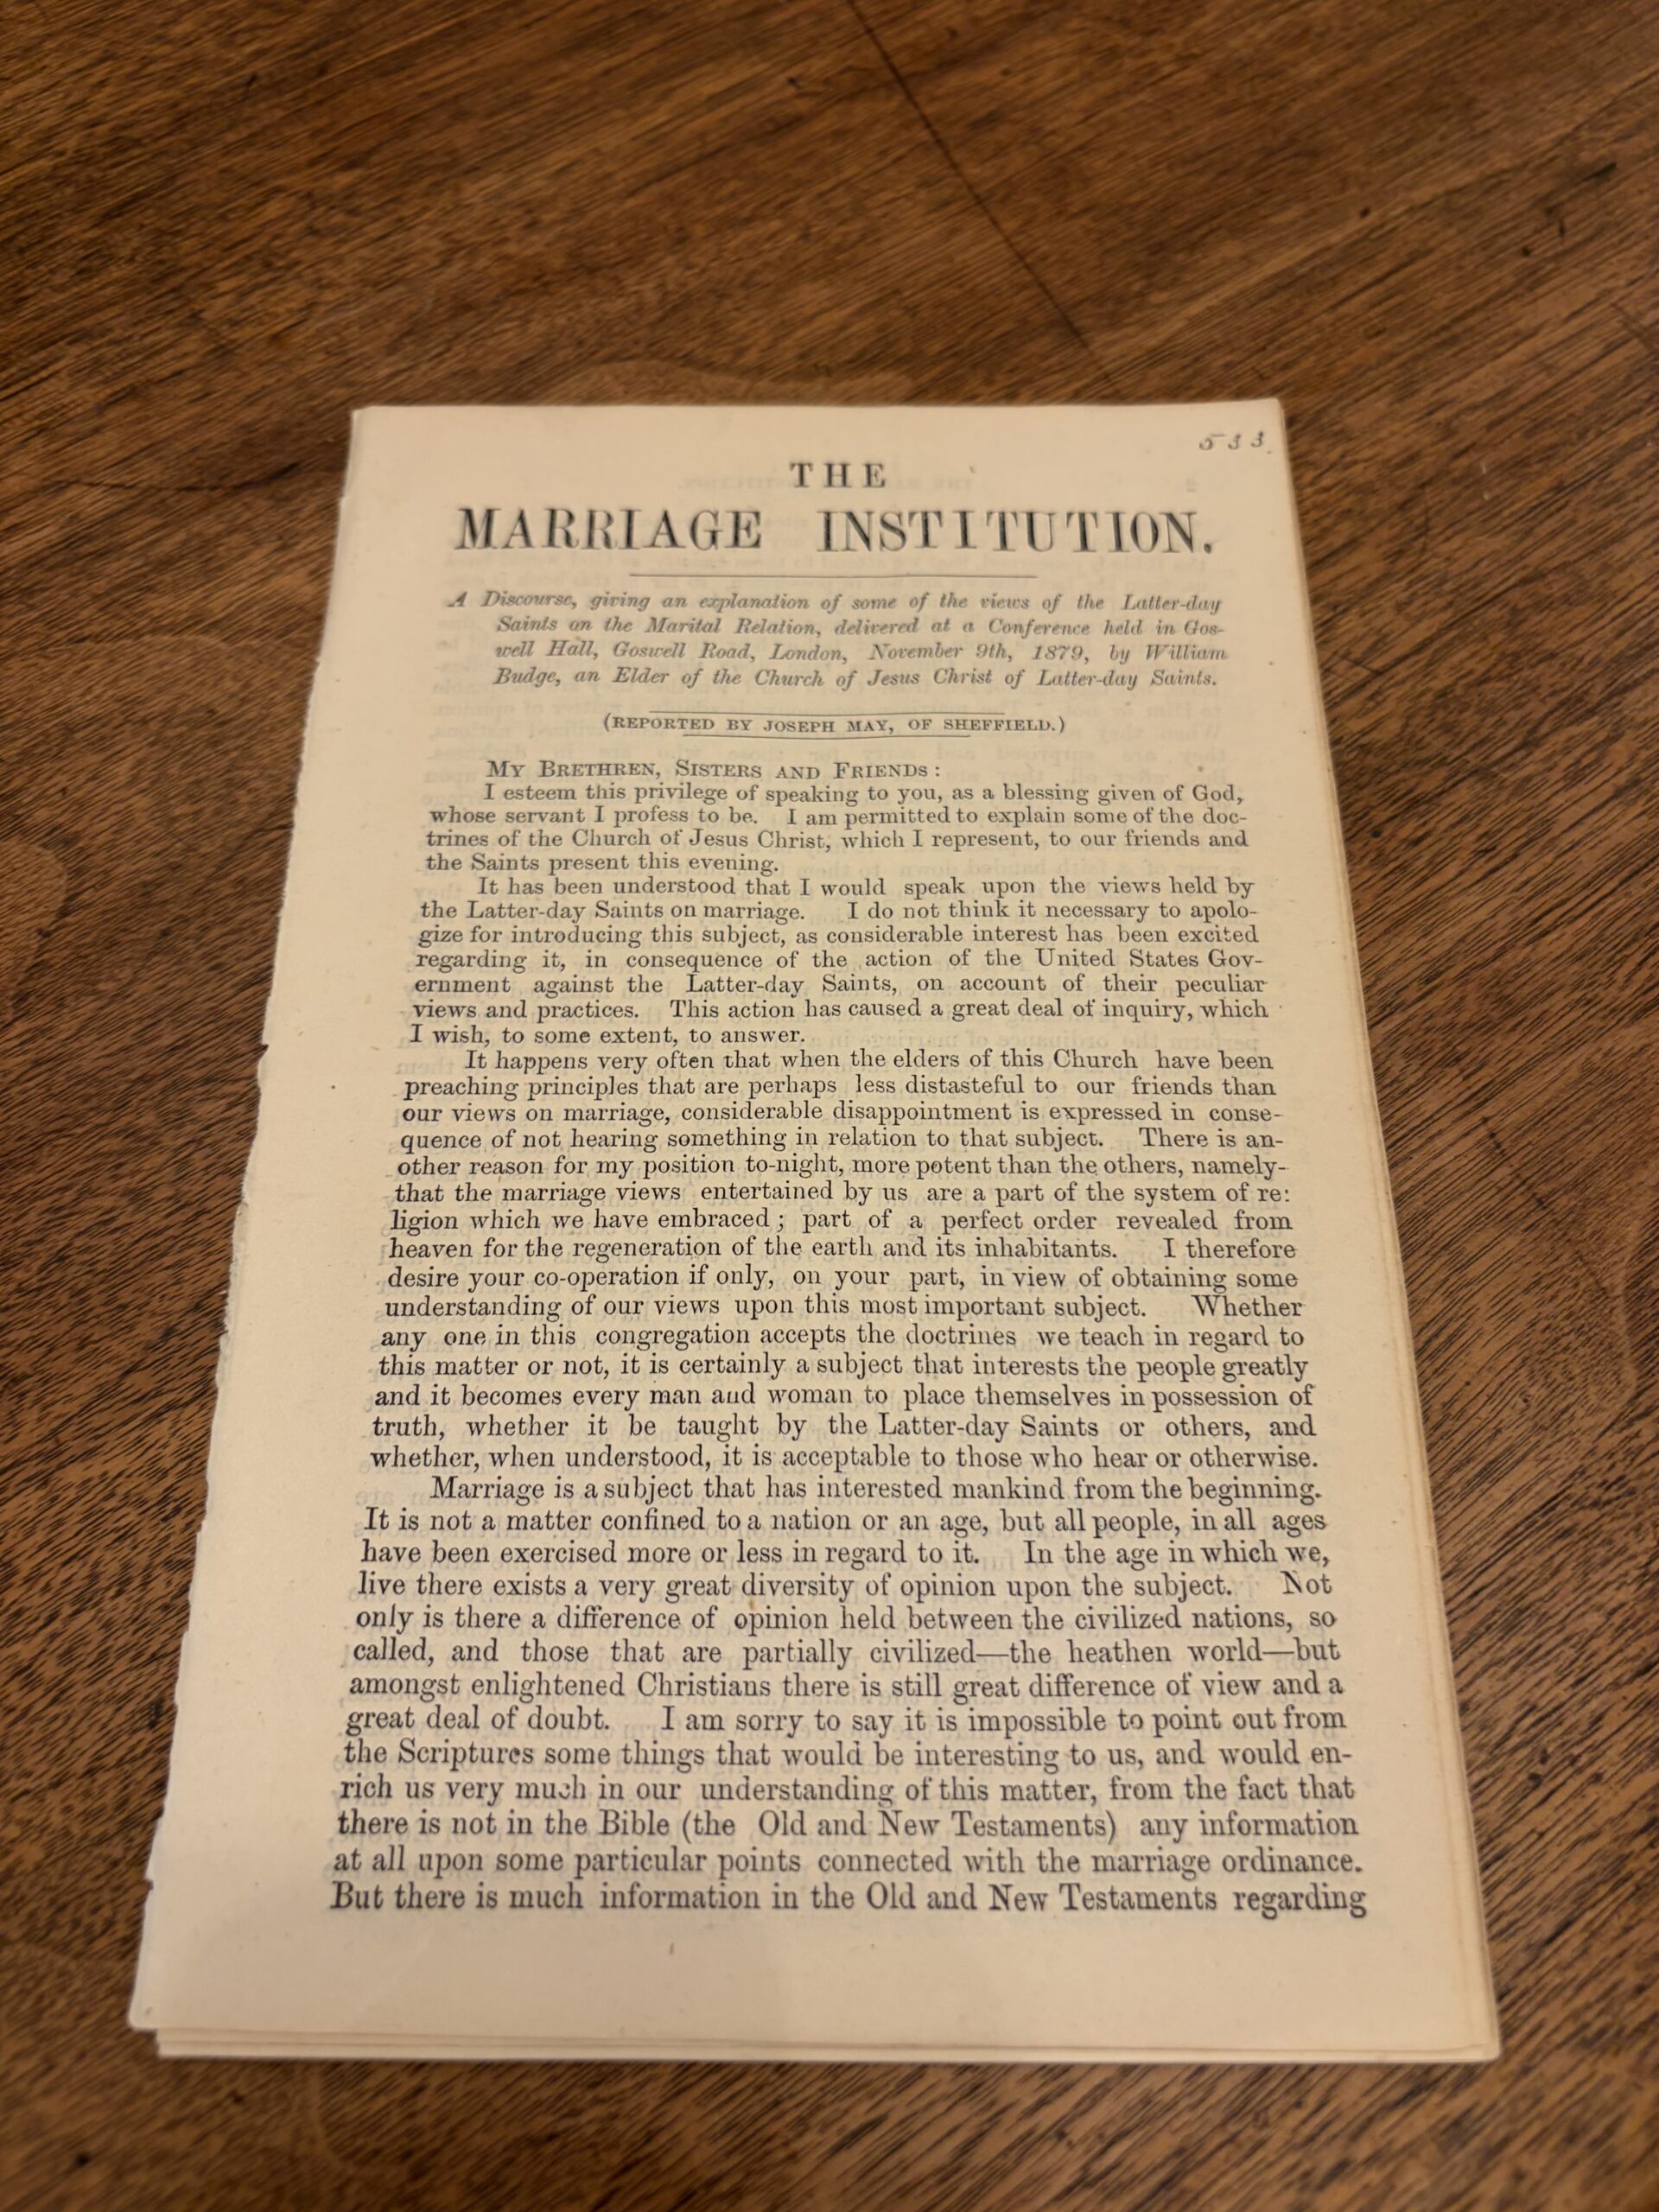 533
THE
MARRIAGE INSTITUTION.
A Discourse, giving an explanation of some of the views of the Latter-day
Saints on the Marital Relation, delivered at a Conference held in Gos-
well Hall, Goswell Road, London, November 9th, 1879, by William
Budge, an Elder of the Church of Jesus Christ of Latter-day Saints.
(REPORTED BY JOSEPH MAY, OF SHEFFIELD.)
MY BRETHREN, SISTERS AND FRIENDS:
I esteem this privilege of speaking to you, as a blessing given of God,
whose servant I profess to be. I am permitted to explain some of the doc-
trines of the Church of Jesus Christ, which I represent, to our friends and
the Saints present this evening.
It has been understood that I would speak upon the views held by
the Latter-day Saints on marriage. I do not think it necessary to apolo-
gize for introducing this subject, as considerable interest has been excited
regarding it, in consequence of the action of the United States Gov-
ernment against the Latter-day Saints, on account of their peculiar
views and practices. This action has caused a great deal of inquiry, which
I wish, to some extent, to answer.
It happens very often that when the elders of this Church have been
preaching principles that are perhaps less distasteful to our friends than
our views on marriage, considerable disappointment is expressed in conse-
quence of not hearing something in relation to that subject. There is an-
other reason for my position to-night, more potent than the others, namely-
that the marriage views entertained by us are a part of the system of re:
ligion which we have embraced; part of a perfect order revealed from
heaven for the regeneration of the earth and its inhabitants. I therefore
desire your co-operation if only, on your part, in view of obtaining some
understanding of our views upon this most important subject. Whether
any one in this congregation accepts the doctrines we teach in regard to
this matter or not, it is certainly a subject that interests the people greatly
and it becomes every man aud woman to place themselves in possession of
truth, whether it be taught by the Latter-day Saints or others, and
whether, when understood, it is acceptable to those who hear or otherwise.
Marriage is a subject that has interested mankind from the beginning.
It is not a matter confined to a nation or an age, but all people, in all ages
have been exercised more or less in regard to it. In the age in which we,
live there exists a very great diversity of opinion upon the subject. Not
only is there a difference of opinion held between the civilized nations, so
called, and those that are partially civilized—the heathen world—but
amongst enlightened Christians there is still great difference of view and a
great deal of doubt. I am sorry to say it is impossible to point out from
the Scriptures some things that would be interesting to us, and would en-
rich us very much in our understanding of this matter, from the fact that
there is not in the Bible (the Old and New Testaments) any information
at all upon some particular points connected with the marriage ordinance.
But there is much information in the Old and New Testaments regarding